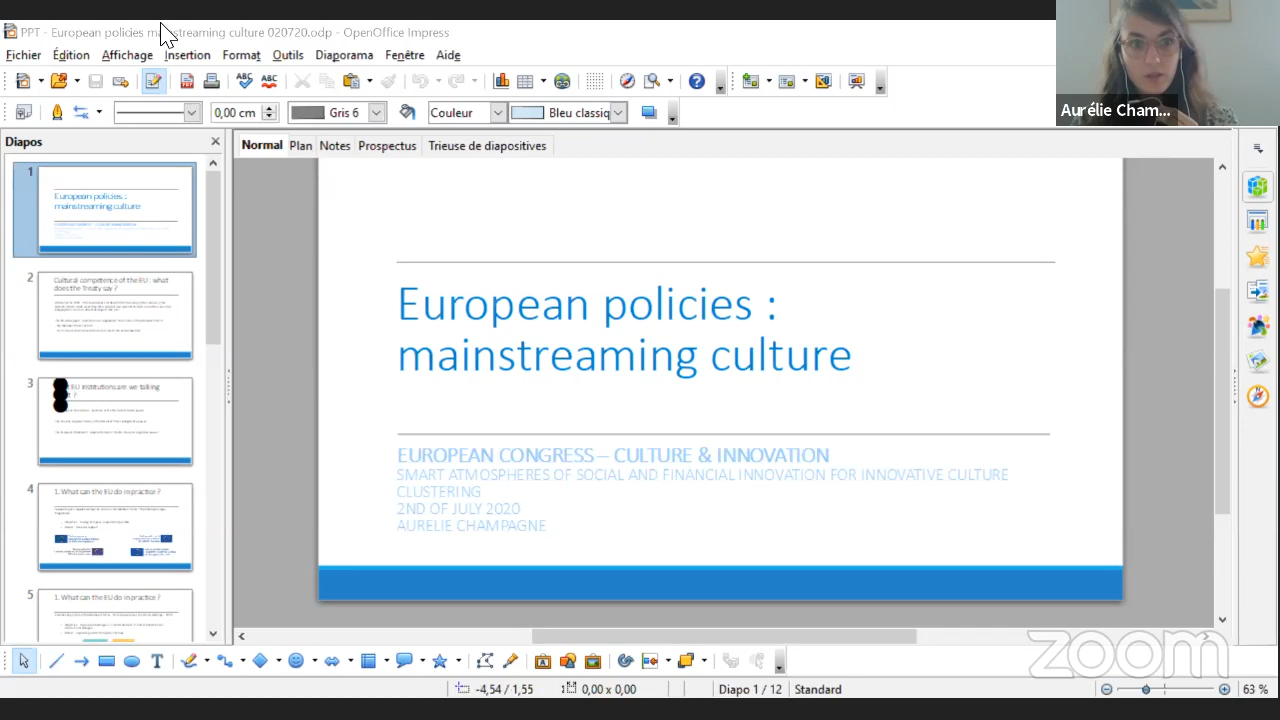 PPT - European policies mainstreaming culture 020720.odp - OpenOffice Impress
Fichier Édition Affichage Insertion Format Outils Diaporama Fenêtre Aide
0,00 cm Gris 6 Couleur Bleu classiq
Aurélie Cham...
Diapos
Normal Plan Notes Prospectus Trieuse de diapositives
1
European policies :
mainstreaming culture
2
Cultural competence of the EU : what
does the Treaty say ?
3
EU institutions are we talking
4
1. What can the EU do in practice ?
5
1. What can the EU do in practice ?
European policies :
mainstreaming culture
EUROPEAN CONGRESS – CULTURE & INNOVATION
SMART ATMOSPHERES OF SOCIAL AND FINANCIAL INNOVATION FOR INNOVATIVE CULTURE
CLUSTERING
2ND OF JULY 2020
AURELIE CHAMPAGNE
zoom
-4,54 / 1,55 0,00 x 0,00 Diapo 1 / 12 Standard 63 %